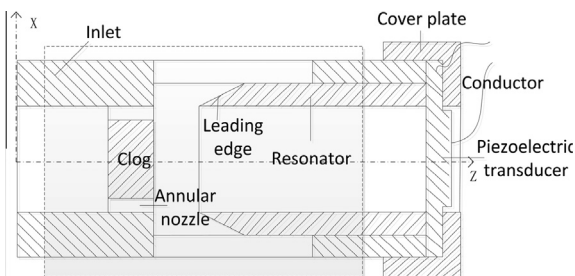 Cover plate
X
Inlet
Conductor
Leading
edge
Resonator
Clog
Piezoelectric
transducer
Z
Annular
nozzle